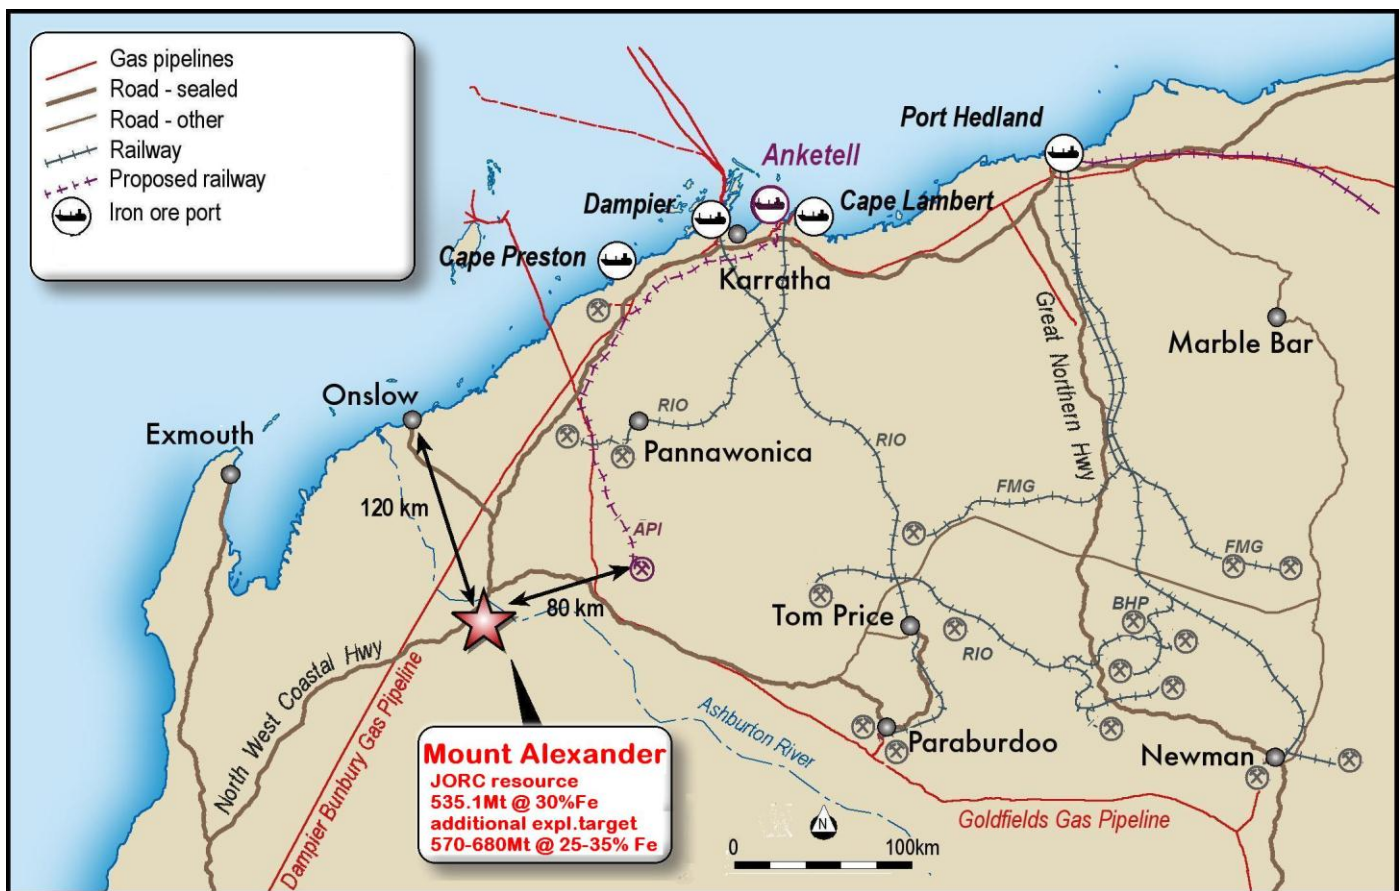 Gas pipelines
Road - sealed
Road - other
Railway
Proposed railway
Iron ore port
Port Hedland
Anketell
Dampier
Cape Lambert
Cape Preston
Karratha
Great Northern Hwy
Marble Bar
Onslow
Exmouth
RIO
Pannawonica
RIO
120 km
FMG
API
FMG
80 km
Tom Price
BHP
RIO
North West Coastal Hwy
Dampier Bunbury Gas Pipeline
Ashburton River
Mount Alexander
JORC resource
535.1Mt @ 30%Fe
additional expl.target
570-680Mt @ 25-35% Fe
Paraburdoo
Newman
Goldfields Gas Pipeline
N
0 100km